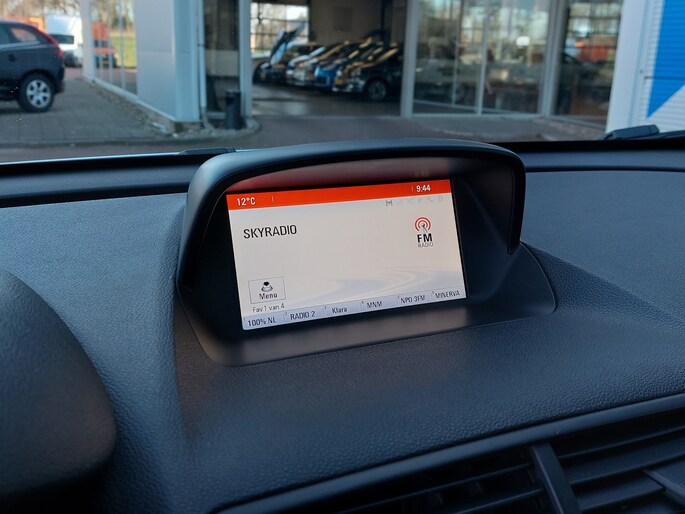 12°C 9:44
SKYRADIO
FM
RADIO
Menu
Fav 1 van 4
100% NL RADIO 2 Klara MNM NPO 3FM MINERVA